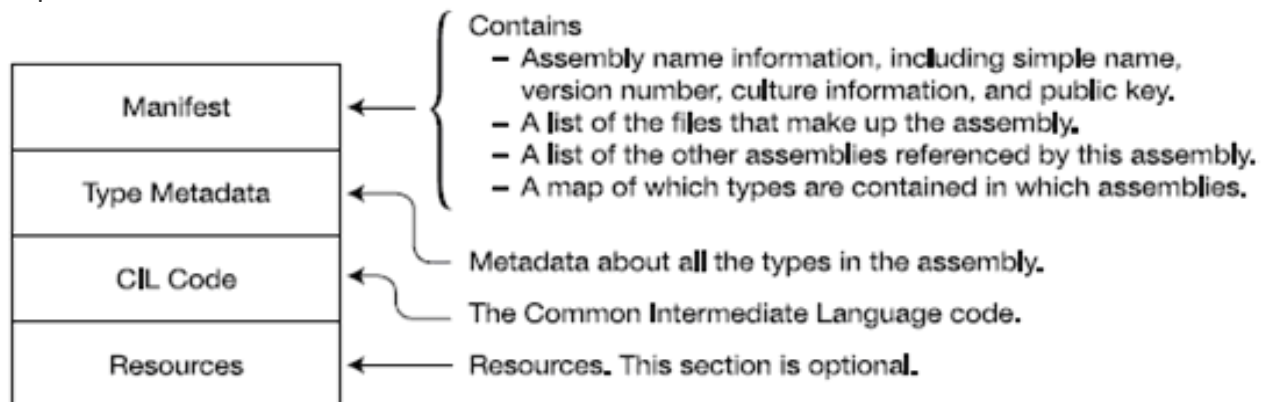 Contains
Manifest
– Assembly name information, including simple name,
version number, culture information, and public key.
– A list of the files that make up the assembly.
– A list of the other assemblies referenced by this assembly.
– A map of which types are contained in which assemblies.
Type Metadata
Metadata about all the types in the assembly.
CIL Code
The Common Intermediate Language code.
Resources
Resources. This section is optional.